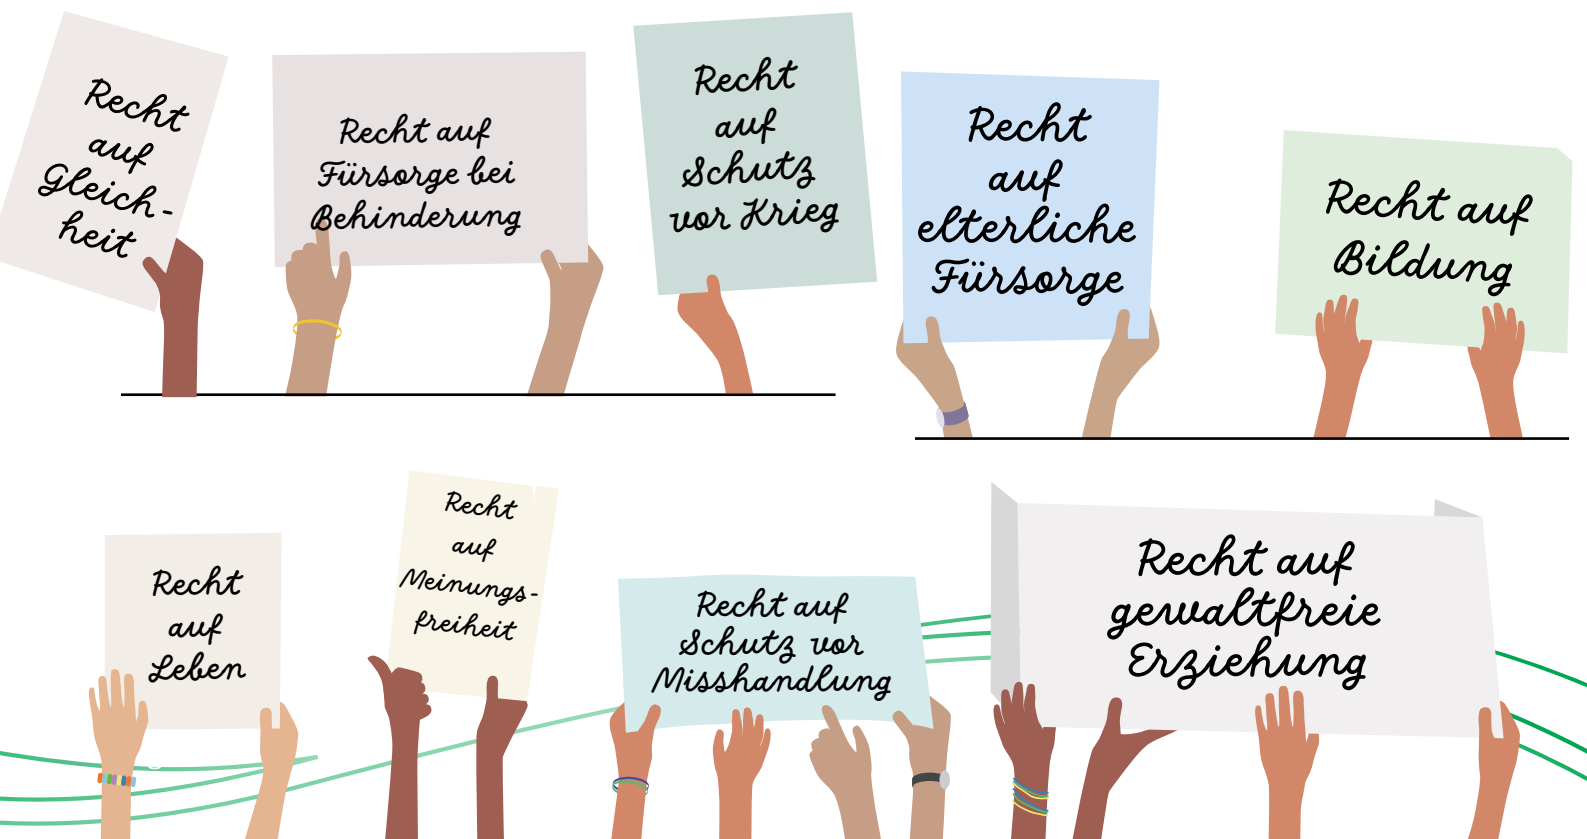 Recht
auf
Gleich-
heit
Recht auf
Fürsorge bei
Behinderung
Recht
auf
Schutz
vor Krieg
Recht
auf
elterliche
Fürsorge
Recht auf
Bildung
Recht
auf
Leben
Recht
auf
Meinungs-
freiheit
Recht auf
Schutz vor
Misshandlung
Recht auf
gewaltfreie
Erziehung